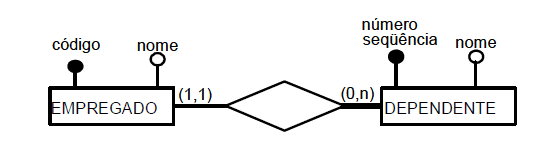 código
nome
número
seqüência
nome
(1,1)
(0,n)
EMPREGADO
DEPENDENTE